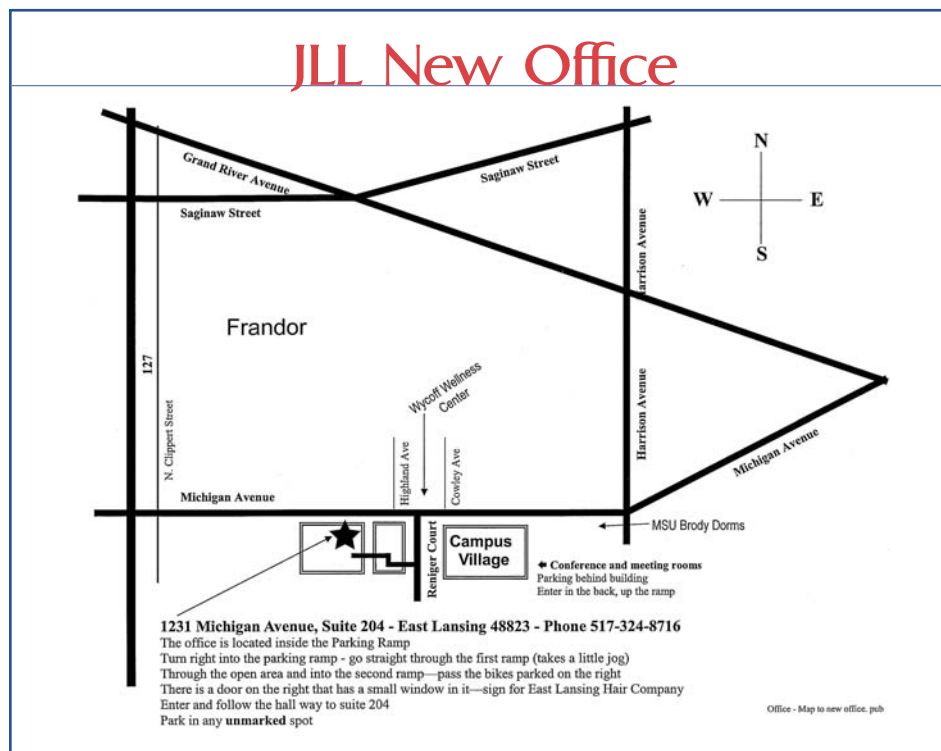 JLL New Office
Grand River Avenue
Saginaw Street
Saginaw Street
N
W E
S
Harrison Avenue
Frandor
127
N. Clippert Street
Wycoff Wellness
Center
Highland Ave
Cowley Ave
Harrison Avenue
Michigan Avenue
Michigan Avenue
MSU Brody Dorms
Reniger Court
Campus
Village
Conference and meeting rooms
Parking behind building
Enter in the back, up the ramp
1231 Michigan Avenue, Suite 204 - East Lansing 48823 - Phone 517-324-8716
The office is located inside the Parking Ramp
Turn right into the parking ramp - go straight through the first ramp (takes a little jog)
Through the open area and into the second ramp—pass the bikes parked on the right
There is a door on the right that has a small window in it—sign for East Lansing Hair Company
Enter and follow the hall way to suite 204
Park in any unmarked spot
Office - Map to new office. pub